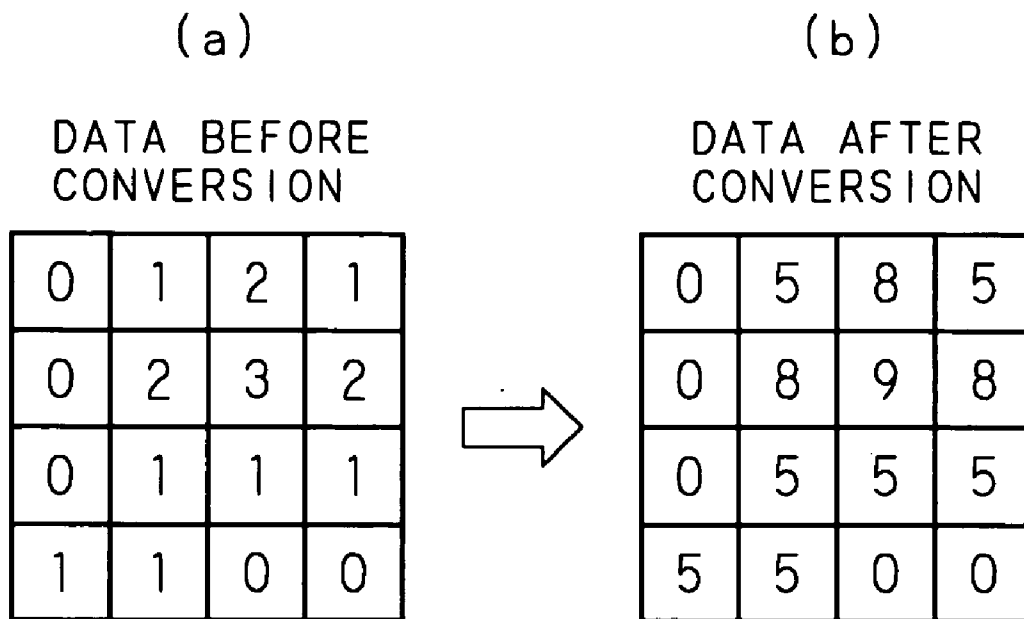 (a)
DATA BEFORE
CONVERSION
0 1 2 1
0 2 3 2
0 1 1 1
1 1 0 0
(b)
DATA AFTER
CONVERSION
0 5 8 5
0 8 9 8
0 5 5 5
5 5 0 0